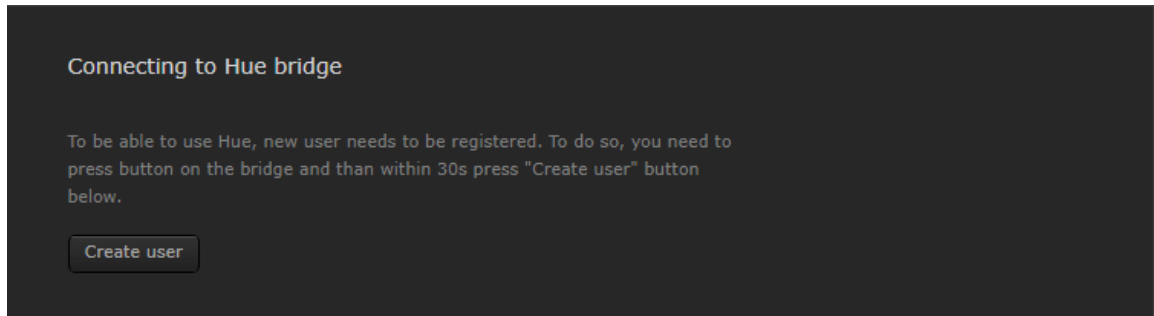 Connecting to Hue bridge
To be able to use Hue, new user needs to be registered. To do so, you need to
press button on the bridge and than within 30s press "Create user" button
below.
Create user